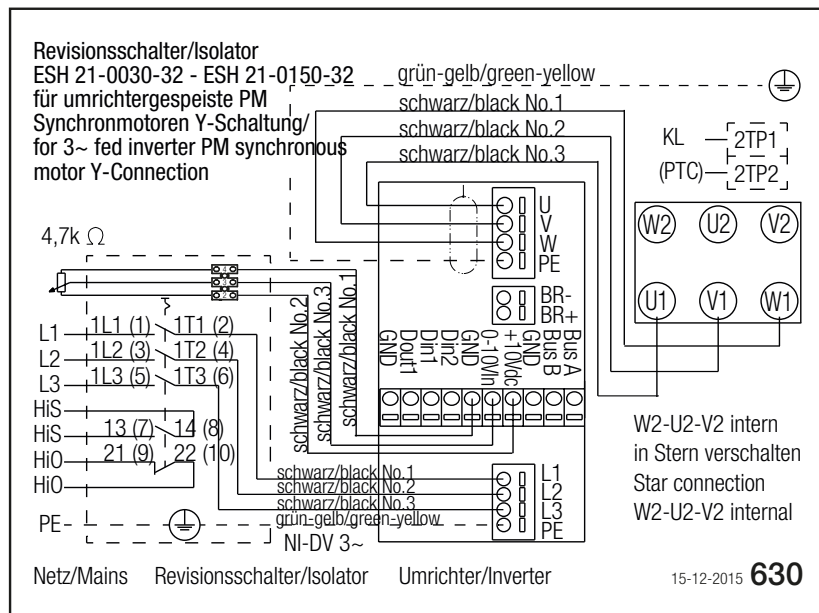 Revisionsschalter/Isolator
ESH 21-0030-32 - ESH 21-0150-32
für umrichtergespeiste PM
Synchronmotoren Y-Schaltung/
for 3~ fed inverter PM synchronous
motor Y-Connection
grün-gelb/green-yellow
schwarz/black No.1
schwarz/black No.2
schwarz/black No.3
KL
2TP1
(PTC)
2TP2
U
V
W
PE
W2
U2
V2
U1
V1
W1
BR-
BR+
4,7k Ω
4
3
2
schwarz/black No.2
schwarz/black No.3
schwarz/black No.1
GND
Dout1
Din1
Din2
GND
0-10VIn
+10Vdc
GND
Bus B
Bus A
L1
1L1 (1)
1T1 (2)
L2
1L2 (3)
1T2 (4)
L3
1L3 (5)
1T3 (6)
HiS
HiS
13 (7)
14 (8)
HiO
21 (9)
22 (10)
HiO
PE
schwarz/black No.1
schwarz/black No.2
schwarz/black No.3
grün-gelb/green-yellow
L1
L2
L3
PE
NI-DV 3~
W2-U2-V2 intern
in Stern verschalten
Star connection
W2-U2-V2 internal
Netz/Mains
Revisionsschalter/Isolator
Umrichter/Inverter
15-12-2015 630